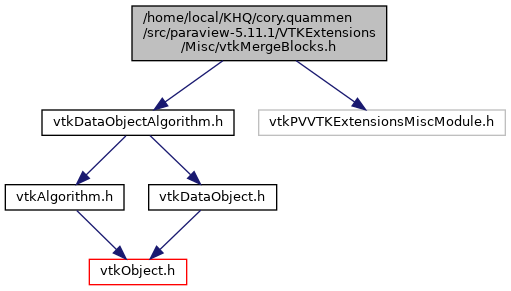 /home/local/KHQ/cory.quammen
/src/paraview-5.11.1/VTKExtensions
/Misc/vtkMergeBlocks.h
vtkDataObjectAlgorithm.h
vtkPVVTKExtensionsMiscModule.h
vtkAlgorithm.h
vtkDataObject.h
vtkObject.h